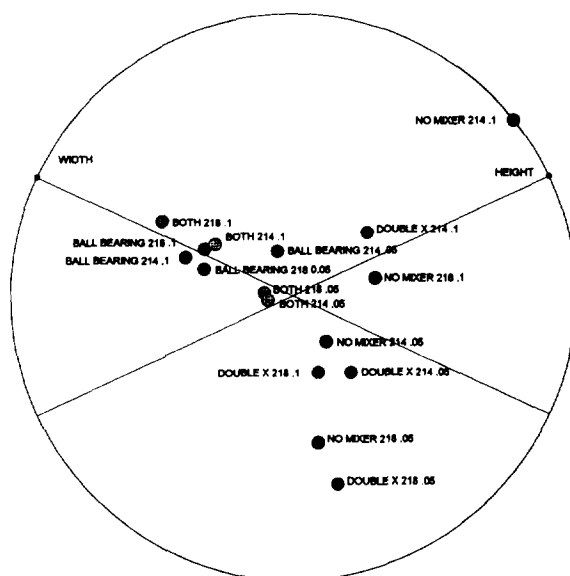 NO MIXER 214 .1
WIDTH
HEIGHT
BOTH 218 .1
DOUBLE X 214 .1
BOTH 214 .1
BALL BEARING 218 .1
BALL BEARING 214 .05
BALL BEARING 214 .1
BALL BEARING 218 0.05
NO MIXER 218 .1
BOTH 218 .05
BOTH 214 .05
NO MIXER 214 .05
DOUBLE X 218 .1
DOUBLE X 214 .05
NO MIXER 218 .05
DOUBLE X 218 .05